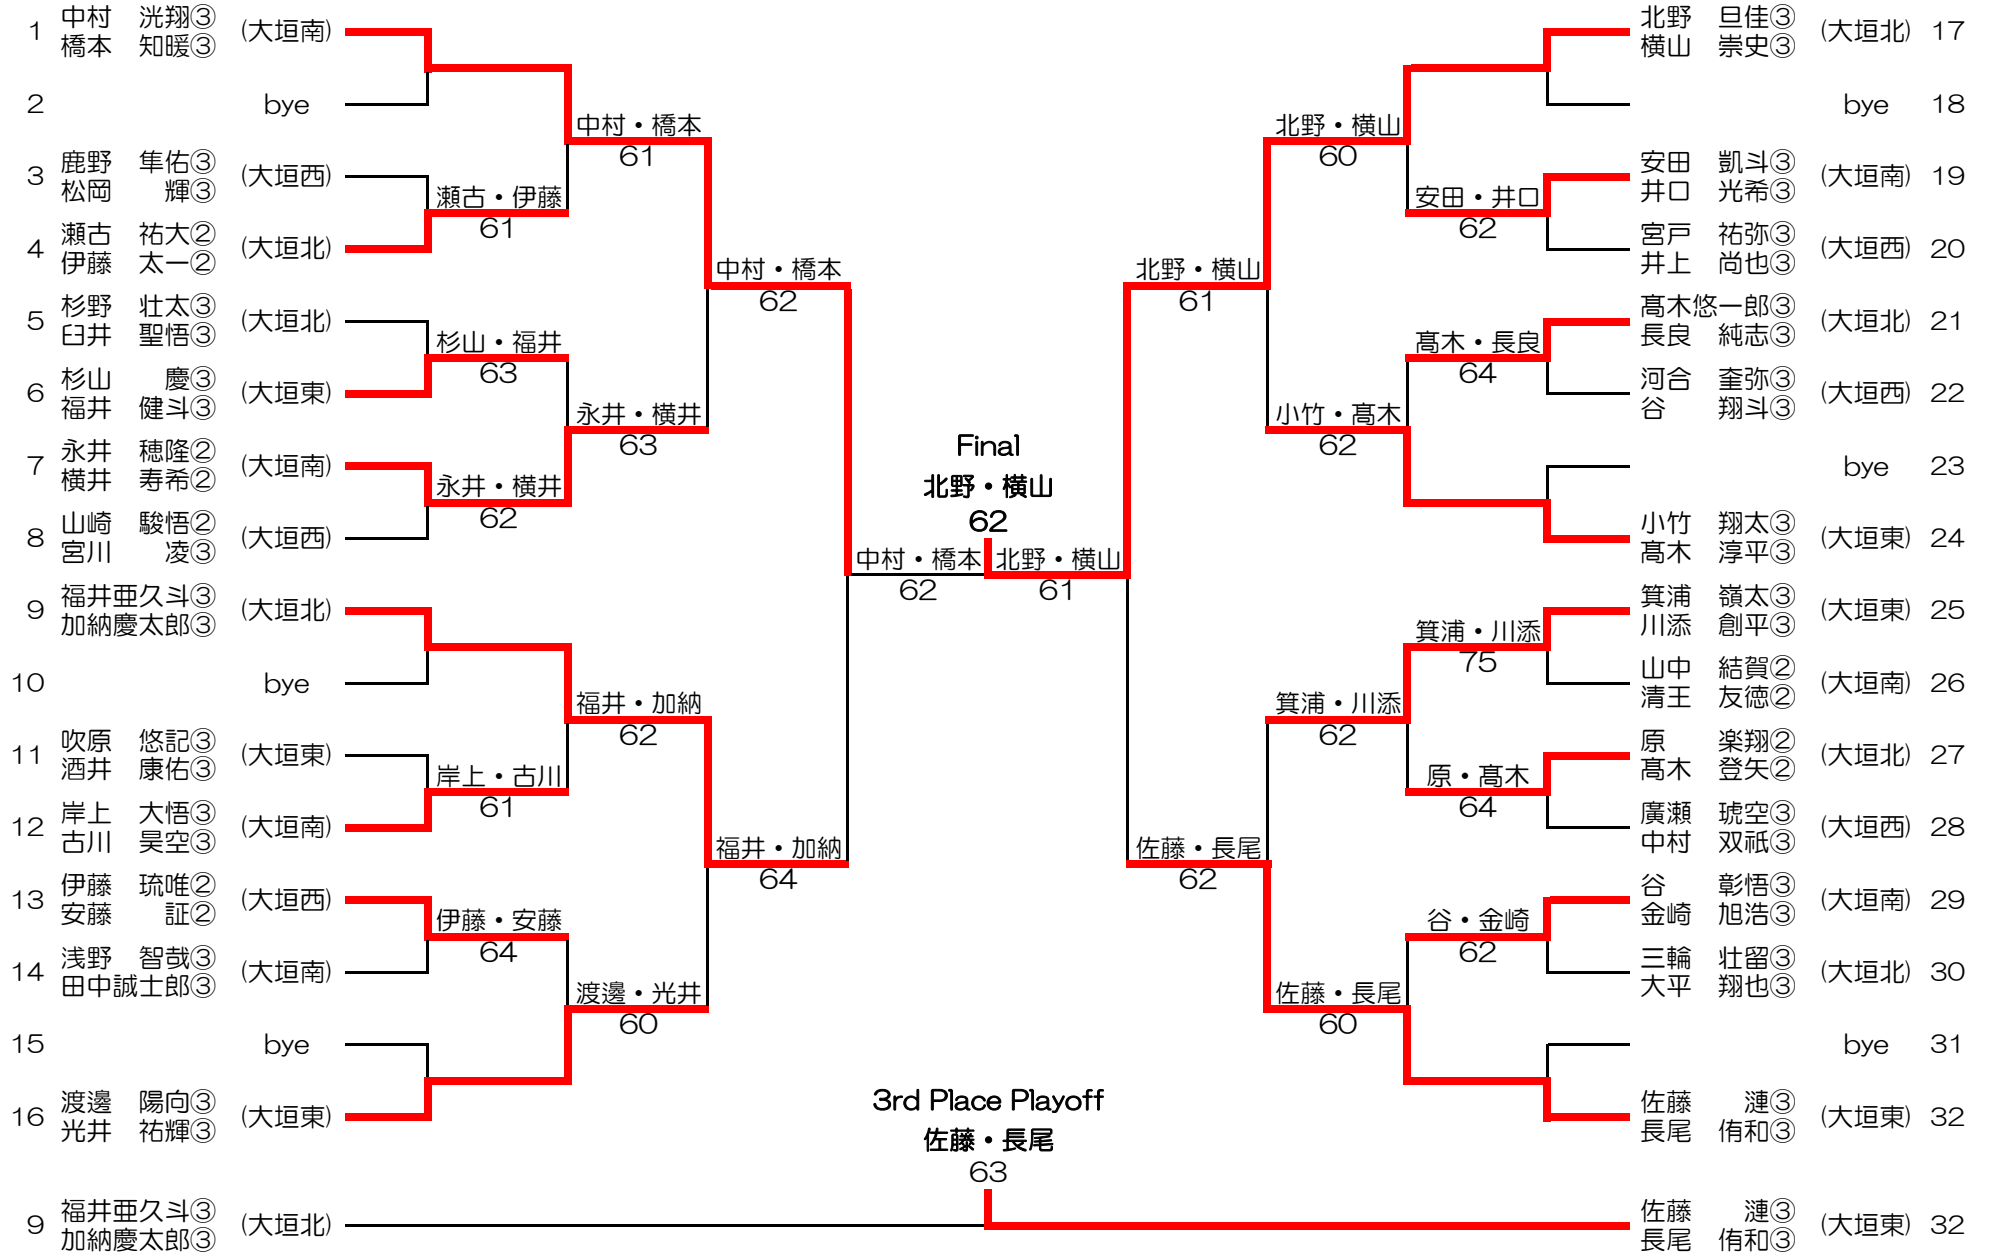 1 中村 洸翔③ (大垣南)
橋本 知暖③
2 bye
3 鹿野 隼佑③ (大垣西)
松岡 輝③
4 瀬古 祐大② (大垣北)
伊藤 太一②
5 杉野 壮太③ (大垣北)
臼井 聖悟③
6 杉山 慶③ (大垣東)
福井 健斗③
7 永井 穂隆② (大垣南)
横井 寿希②
8 山崎 駿悟② (大垣西)
宮川 凌③
9 福井亜久斗③ (大垣北)
加納慶太郎③
10 bye
11 吹原 悠記③ (大垣東)
酒井 康佑③
12 岸上 大悟③ (大垣南)
古川 昊空③
13 伊藤 琉唯② (大垣西)
安藤 証②
14 浅野 智哉③ (大垣南)
田中誠士郎③
15 bye
16 渡邊 陽向③ (大垣東)
光井 祐輝③
瀬古・伊藤
61
杉山・福井
63
永井・横井
62
岸上・古川
61
伊藤・安藤
64
中村・橋本
61
永井・横井
63
福井・加納
62
渡邊・光井
60
中村・橋本
62
福井・加納
64
中村・橋本
62
Final
北野・横山
62
北野・横山
61
北野・横山
61
佐藤・長尾
62
北野・横山
60
小竹・髙木
62
箕浦・川添
62
佐藤・長尾
60
安田・井口
62
髙木・長良
64
箕浦・川添
75
原・髙木
64
谷・金崎
62
北野 旦佳③ (大垣北) 17
横山 崇史③
bye 18
安田 凱斗③ (大垣南) 19
井口 光希③
宮戸 祐弥③ (大垣西) 20
井上 尚也③
髙木悠一郎③ (大垣北) 21
長良 純志③
河合 奎弥③ (大垣西) 22
谷 翔斗③
bye 23
小竹 翔太③ (大垣東) 24
髙木 淳平③
箕浦 嶺太③ (大垣東) 25
川添 創平③
山中 結賀② (大垣南) 26
清王 友徳②
原 楽翔② (大垣北) 27
髙木 登矢②
廣瀬 琥空③ (大垣西) 28
中村 双祇③
谷 彰悟③ (大垣南) 29
金崎 旭浩③
三輪 壮留③ (大垣北) 30
大平 翔也③
bye 31
佐藤 漣③ (大垣東) 32
長尾 侑和③
3rd Place Playoff
佐藤・長尾
63
9 福井亜久斗③ (大垣北)
加納慶太郎③
佐藤 漣③ (大垣東) 32
長尾 侑和③